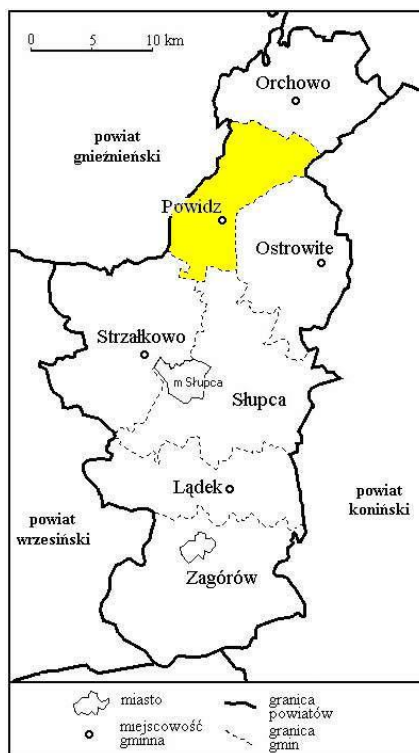 0 5 10 km
Orchowo
powiat
gnieźnieński
Powidz
Ostrowite
Strzałkowo
m Słupca
Słupca
Lądek
powiat
koniński
powiat
wrzesiński
Zagórów
miasto
granica
powiatów
miejscowość
gminna
granica
gmin